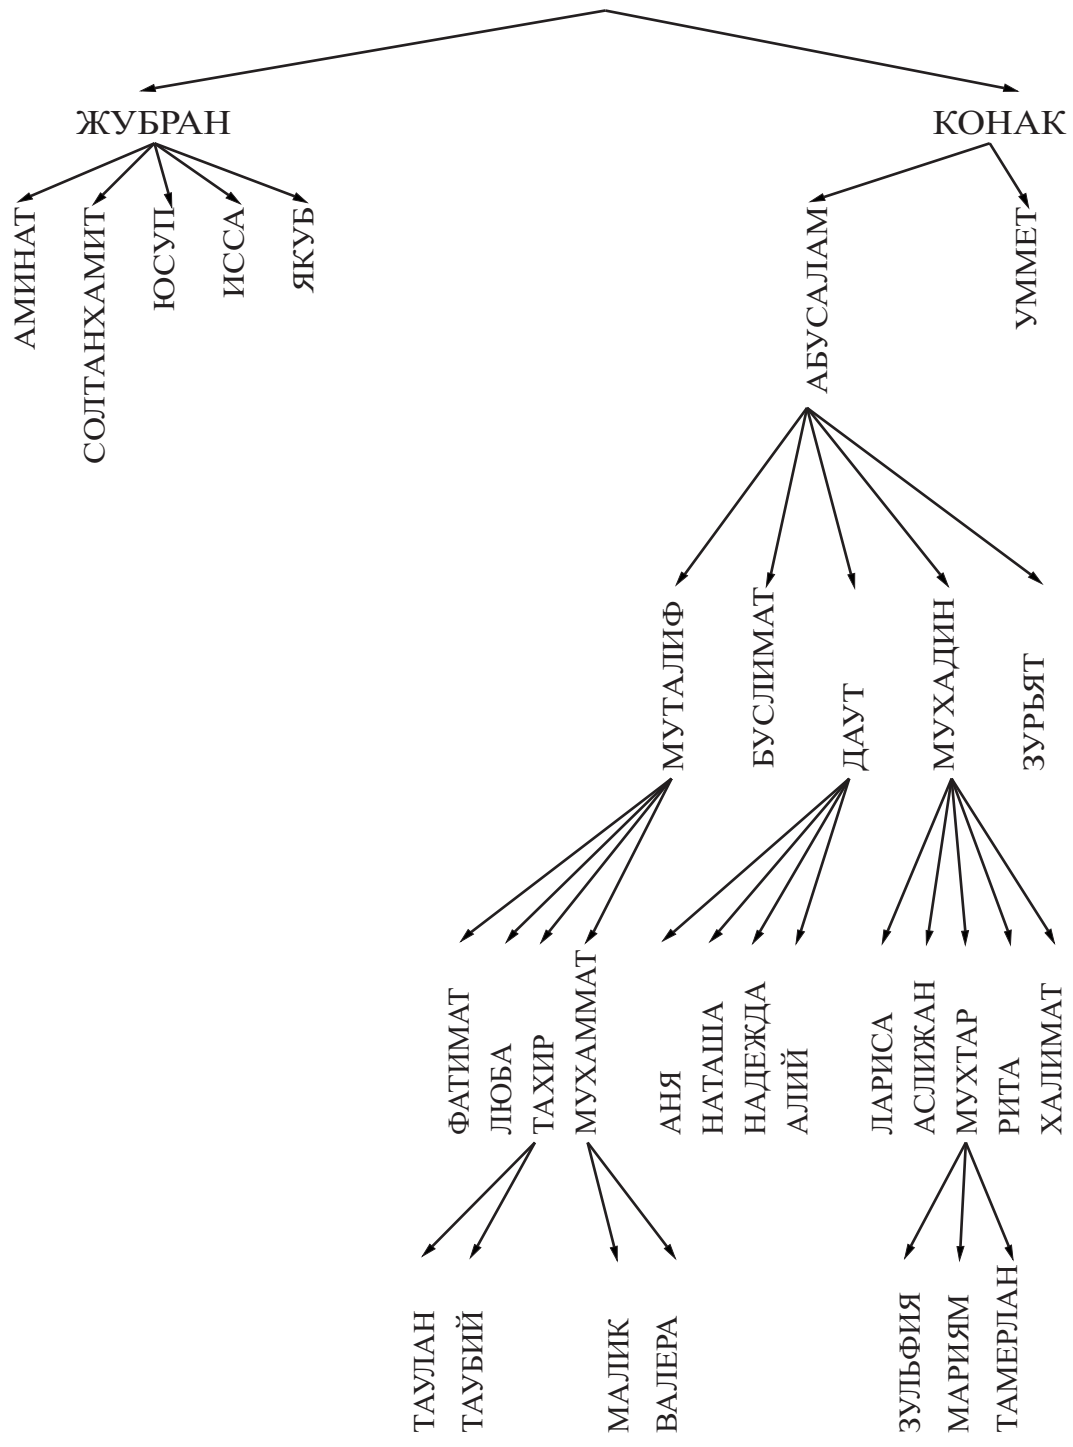 ЖУБРАН
КОНАК
АМИНАТ
СОЛТАНХАМИТ
ЮСУП
ИССА
ЯКУБ
АБУСАЛАМ
УММЕТ
МУТАЛИФ
БУСЛИМАТ
ДАУТ
МУХАДИН
ЗУРЬЯТ
ФАТИМАТ
ЛЮБА
ТАХИР
МУХАММАТ
АНЯ
НАТАША
НАДЕЖДА
АЛИЙ
ЛАРИСА
АСЛИЖАН
МУХТАР
РИТА
ХАЛИМАТ
ТАУЛАН
ТАУБИЙ
МАЛИК
ВАЛЕРА
ЗУЛЬФИЯ
МАРИЯМ
ТАМЕРЛАН